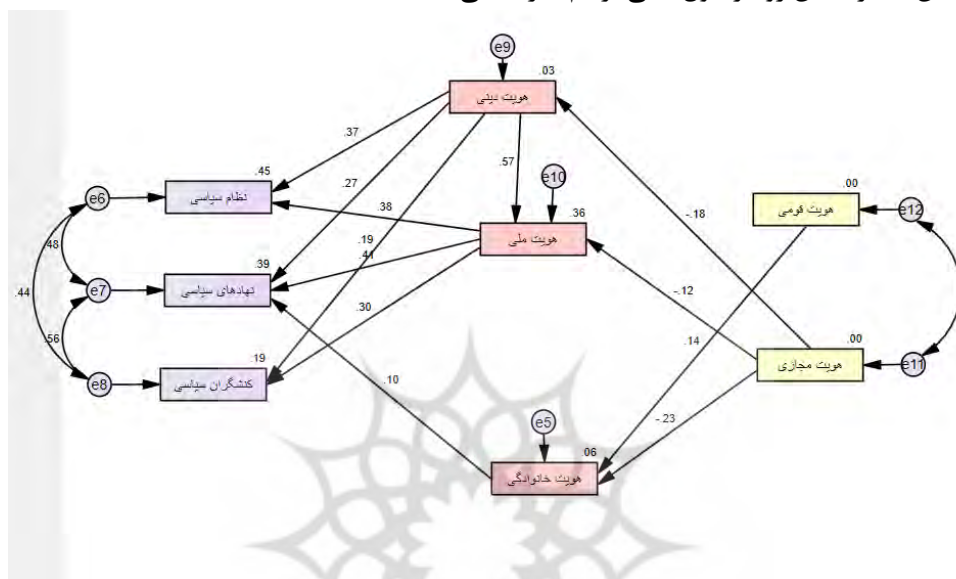 e9
.03
هویت دینی
.37
.57
.45
.27
e10
.00
e6
نظام سیاسی
.36
-.18
هویت قومی
e12
.38
هویت ملی
.48
.19
.39
.41
e7
نهادهای سیاسی
-.12
.44
.30
.14
.00
.56
.19
هویت مجازی
e11
e8
کنشگران سیاسی
.10
-.23
e5
.06
هویت خانوادگی